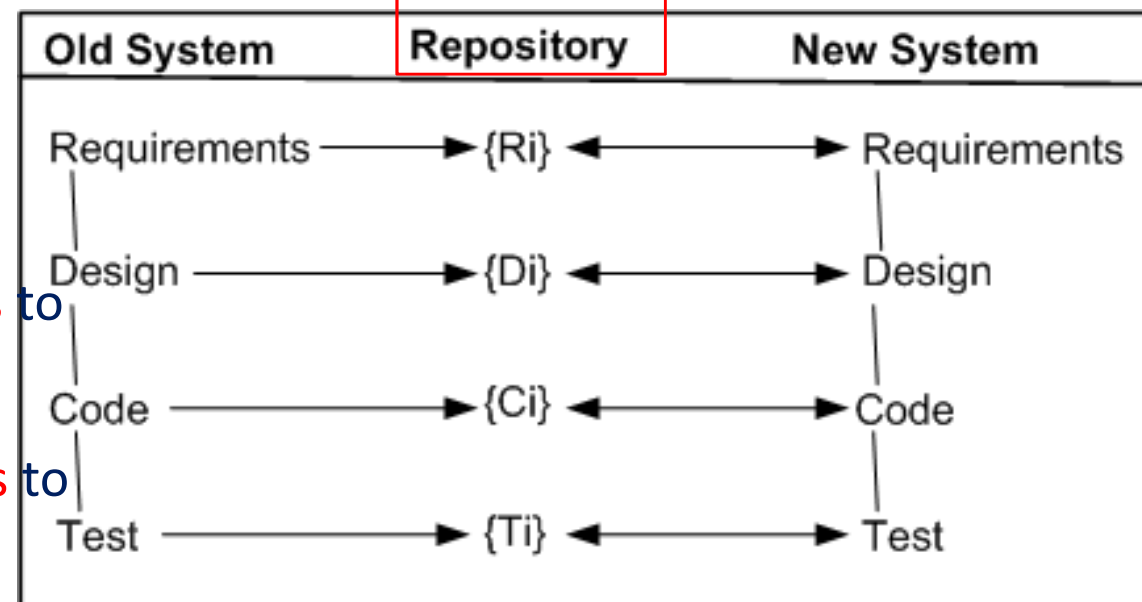 Old System Repository New System
Requirements {Ri} Requirements
Design {Di} Design
s to
Code {Ci} Code
s to
Test {Ti} Test